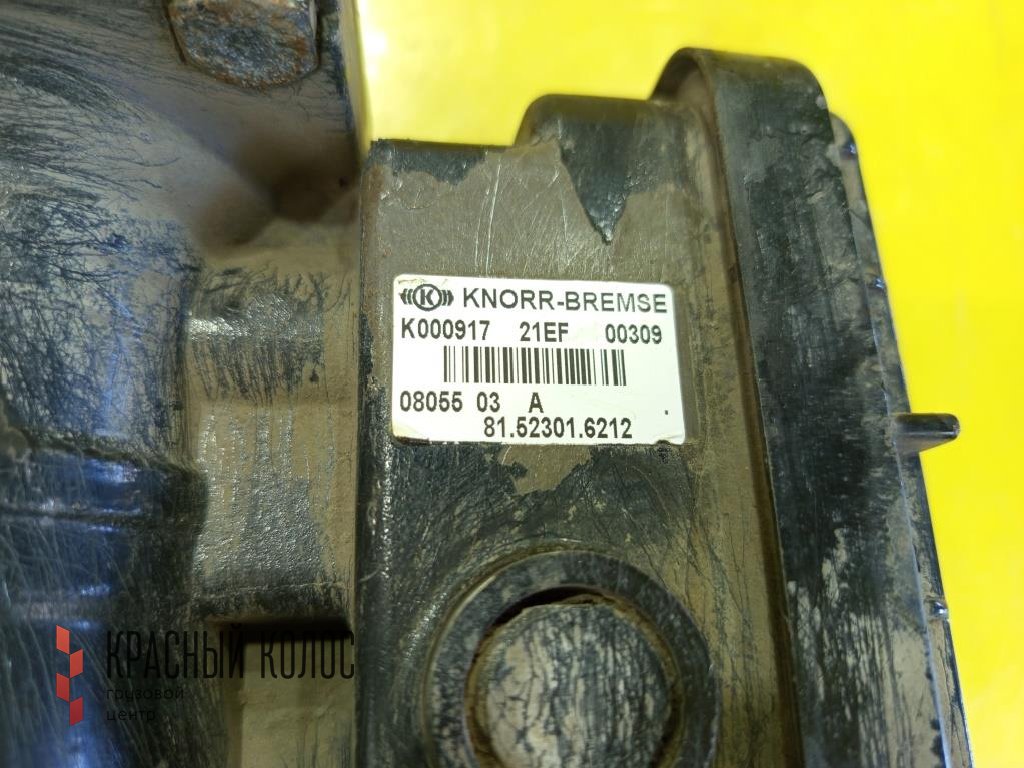 K KNORR-BREMSE
K000917 21EF 00309
08055 03 A
81.52301.6212
КРАСНЫЙ КОЛОС
грузовой
центр